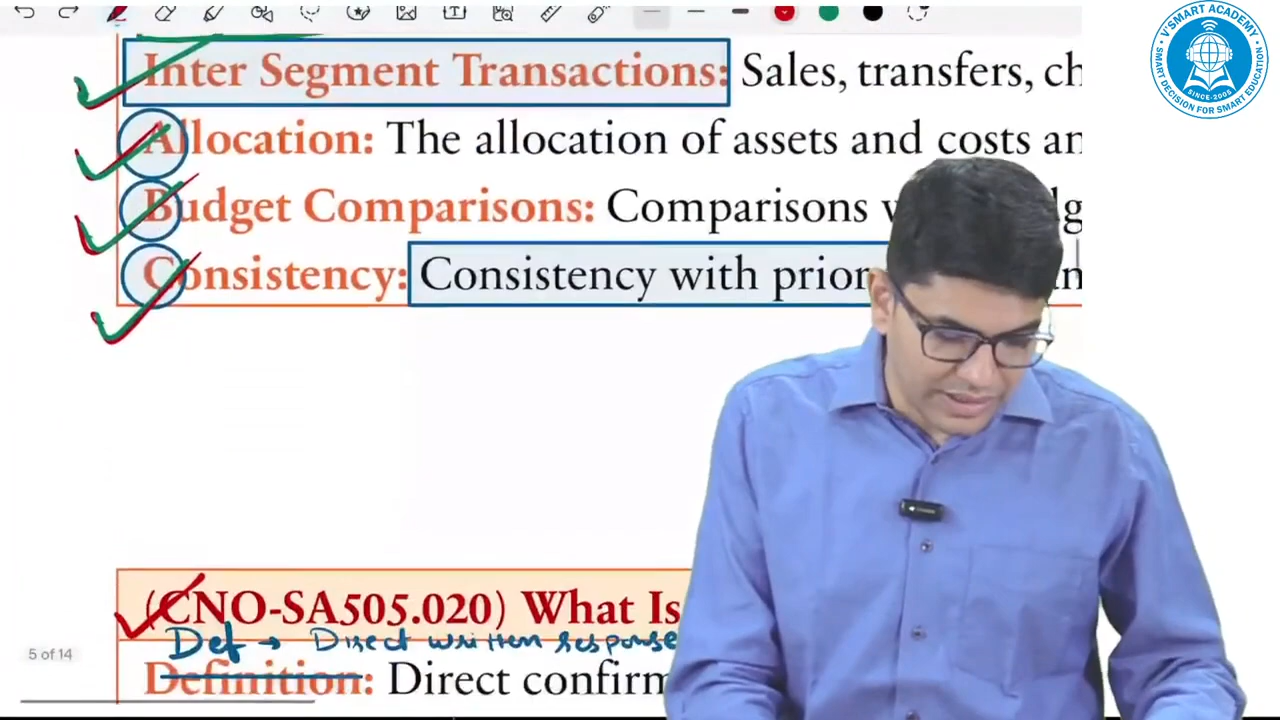 V'SMART ACADEMY
SMART DECISION FOR SMART EDUCATION
SINCE-2005
Inter Segment Transactions: Sales, transfers, ch
Allocation: The allocation of assets and costs an
Budget Comparisons: Comparisons
Consistency: Consistency with prior
(CNO-SA505.020) What Is
Def → Direct written response
Definition: Direct confirm
5 of 14